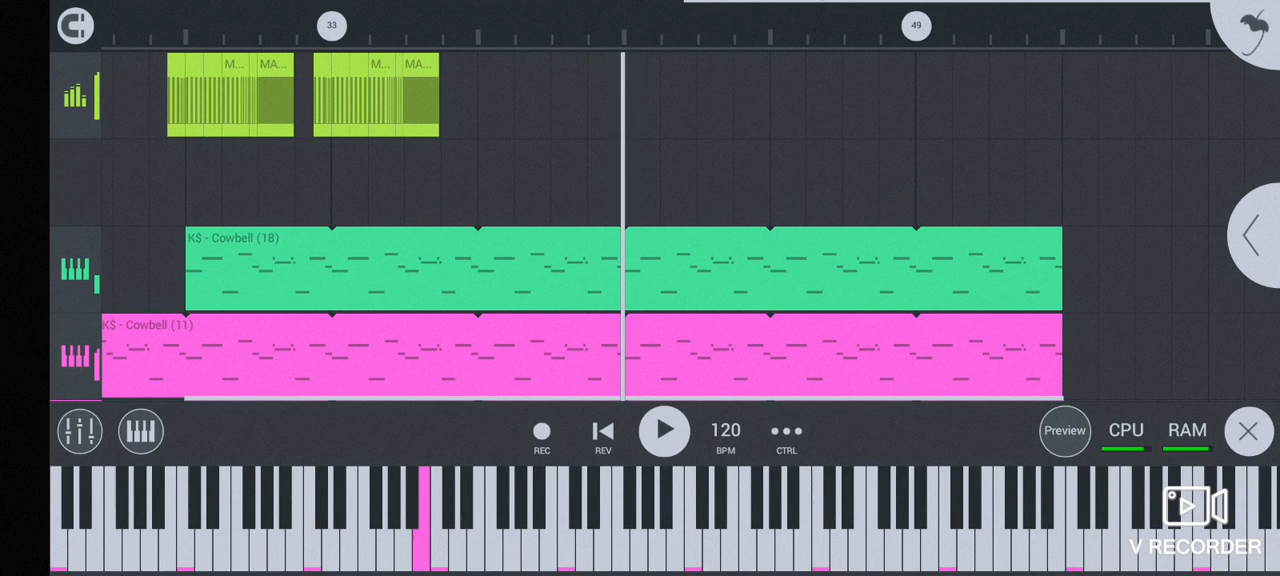 33
49
M... MA...
M... MA...
K$ - Cowbell (18)
K$ - Cowbell (11)
REC
REV
120
BPM
CTRL
Preview
CPU
RAM
V RECORDER